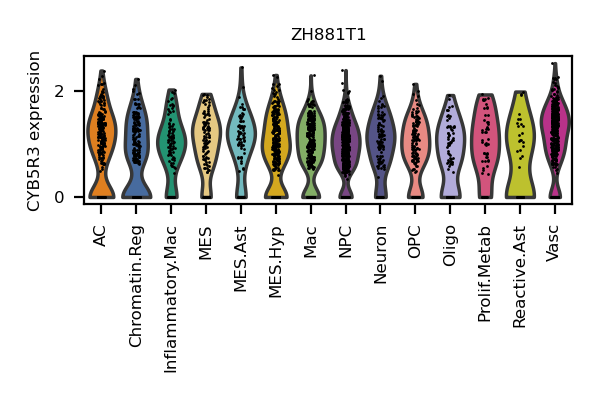 ZH881T1
CYB5R3 expression
2
0
AC
Chromatin.Reg
Inflammatory.Mac
MES
MES.Ast
MES.Hyp
Mac
NPC
Neuron
OPC
Oligo
Prolif.Metab
Reactive.Ast
Vasc